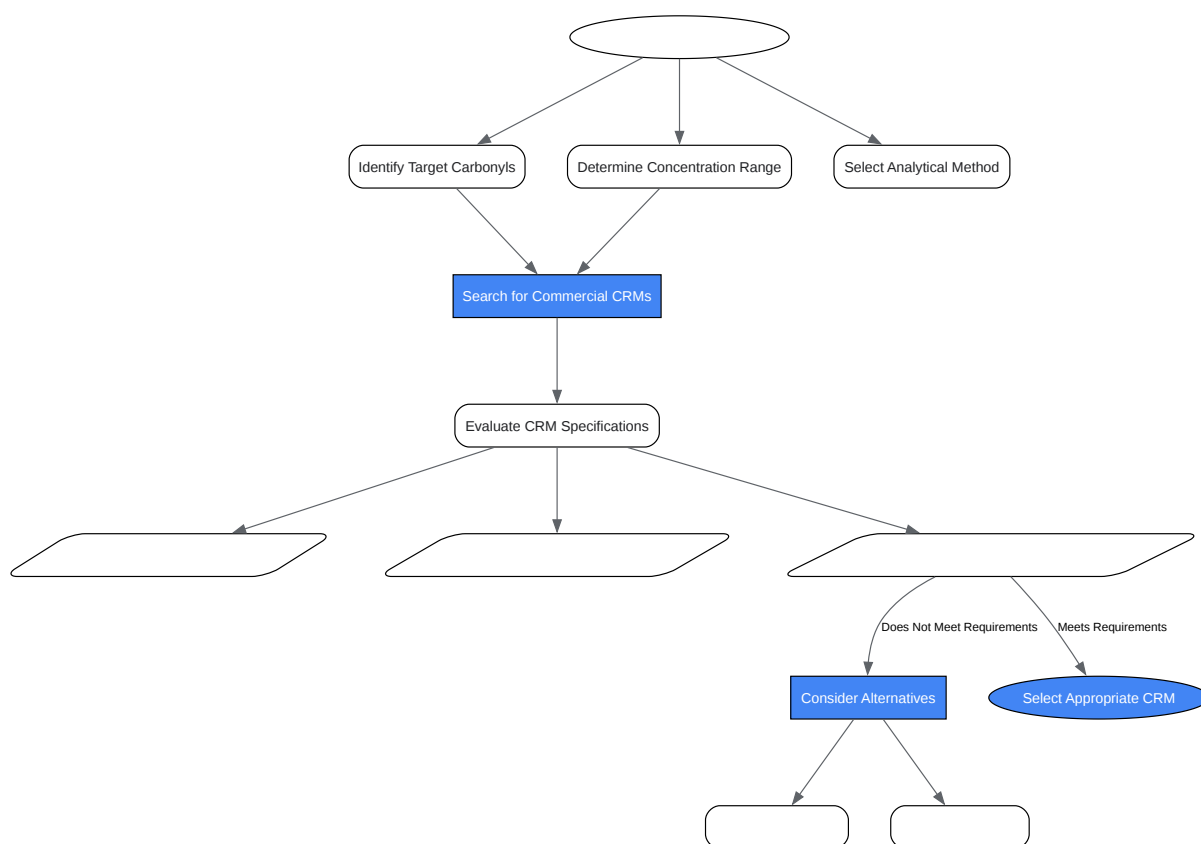 Identify Target Carbonyls
Determine Concentration Range
Select Analytical Method
Search for Commercial CRMs
Evaluate CRM Specifications
Does Not Meet Requirements
Meets Requirements
Consider Alternatives
Select Appropriate CRM